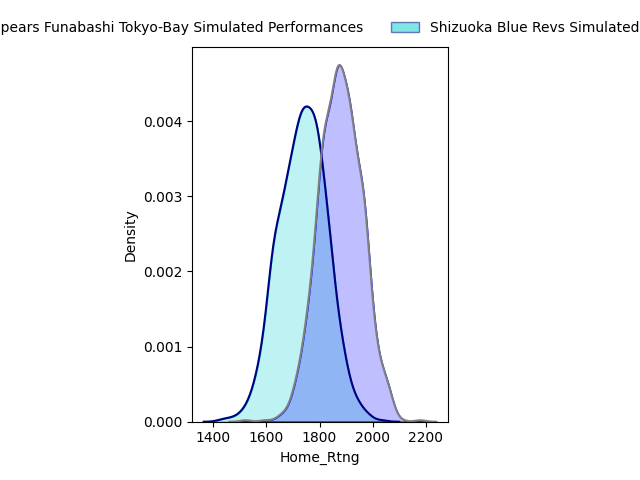 pears Funabashi Tokyo-Bay Simulated Performances Shizuoka Blue Revs Simulated
0.004
0.003
0.002
0.001
0.000
Density
1400 1600 1800 2000 2200
Home_Rtng